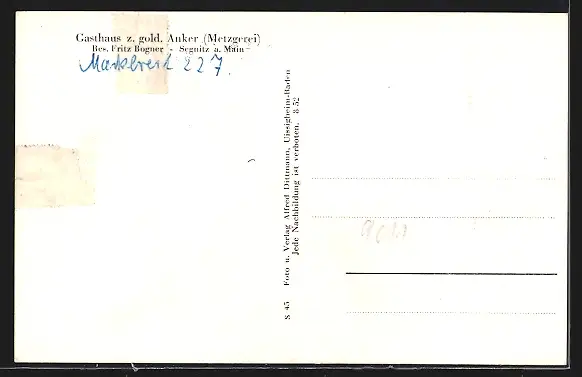 Gasthaus z. gold. Anker (Metzgerei)
Bes. Fritz Bogner - Segnitz a. Main
Marktbreit 227
S 45 Foto u. Verlag Alfred Dittmann, Uissigheim-Baden
Jede Nachbildung ist verboten. 8/52